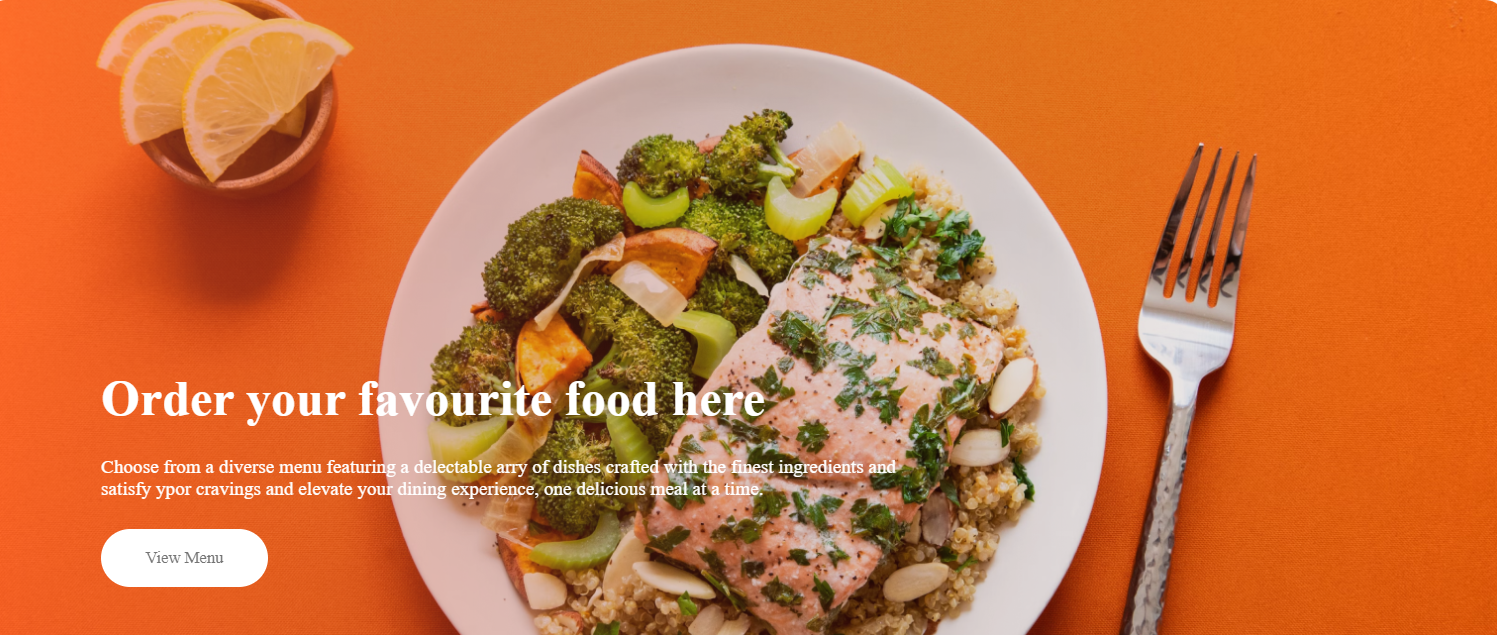 Order your favourite food here
Choose from a diverse menu featuring a delectable arry of dishes crafted with the finest ingredients and
satisfy ypor cravings and elevate your dining experience, one delicious meal at a time.
View Menu